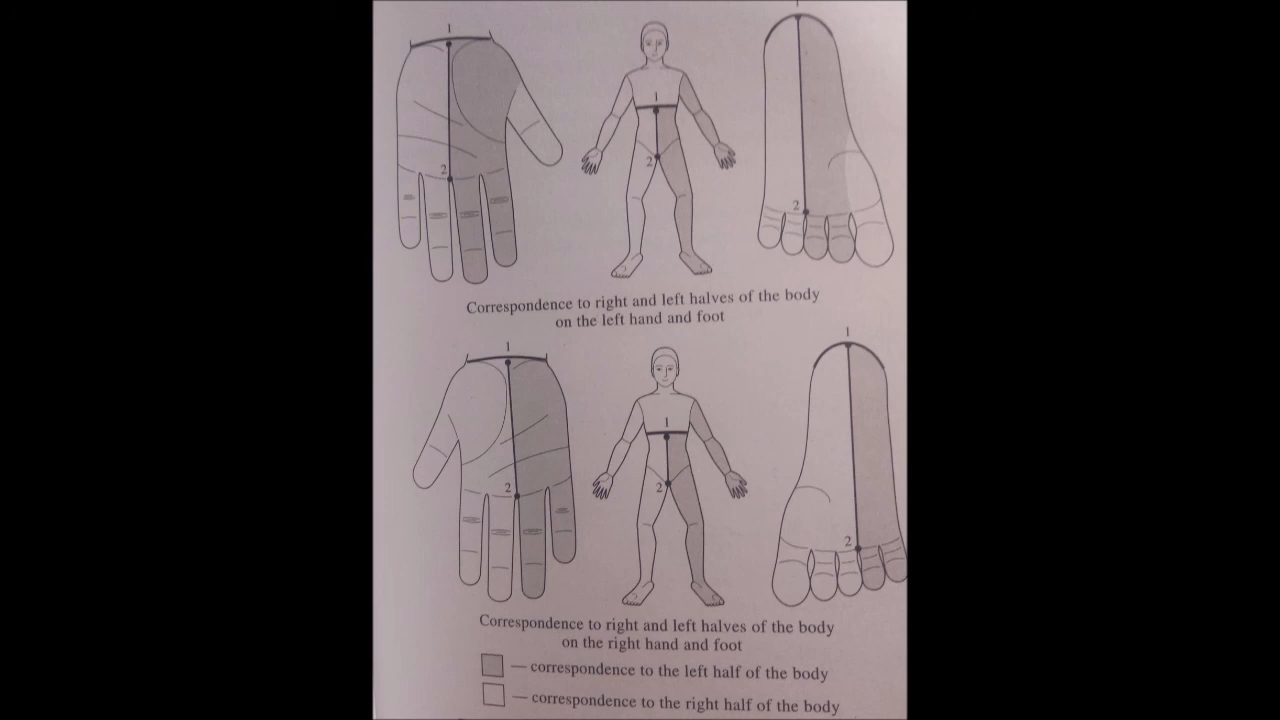 1
2
1
2
1
2
Correspondence to right and left halves of the body
on the left hand and foot
1
2
1
2
1
2
Correspondence to right and left halves of the body
on the right hand and foot
— correspondence to the left half of the body
— correspondence to the right half of the body